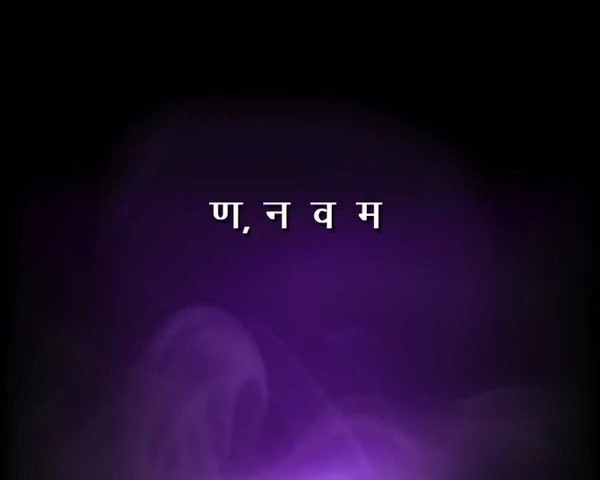 ण, न व म